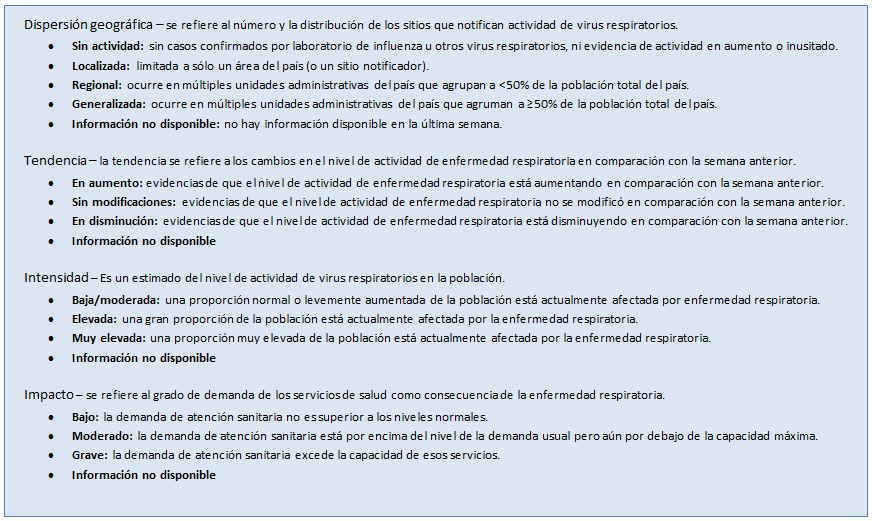 Dispersión geográfica – se refiere al número y la distribución de los sitios que notifican actividad de virus respiratorios.
• Sin actividad: sin casos confirmados por laboratorio de influenza u otros virus respiratorios, ni evidencia de actividad en aumento o inusitado.
• Localizada: limitada a sólo un área del país (o un sitio notificador).
• Regional: ocurre en múltiples unidades administrativas del país que agrupan a <50% de la población total del país.
• Generalizada: ocurre en múltiples unidades administrativas del país que agruman a ≥50% de la población total del país.
• Información no disponible: no hay información disponible en la última semana.
Tendencia – la tendencia se refiere a los cambios en el nivel de actividad de enfermedad respiratoria en comparación con la semana anterior.
• En aumento: evidencias de que el nivel de actividad de enfermedad respiratoria está aumentando en comparación con la semana anterior.
• Sin modificaciones: evidencias de que el nivel de actividad de enfermedad respiratoria no se modificó en comparación con la semana anterior.
• En disminución: evidencias de que el nivel de actividad de enfermedad respiratoria está disminuyendo en comparación con la semana anterior.
• Información no disponible
Intensidad – Es un estimado del nivel de actividad de virus respiratorios en la población.
• Baja/moderada: una proporción normal o levemente aumentada de la población está actualmente afectada por enfermedad respiratoria.
• Elevada: una gran proporción de la población está actualmente afectada por la enfermedad respiratoria.
• Muy elevada: una proporción muy elevada de la población está actualmente afectada por la enfermedad respiratoria.
• Información no disponible
Impacto – se refiere al grado de demanda de los servicios de salud como consecuencia de la enfermedad respiratoria.
• Bajo: la demanda de atención sanitaria no es superior a los niveles normales.
• Moderado: la demanda de atención sanitaria está por encima del nivel de la demanda usual pero aún por debajo de la capacidad máxima.
• Grave: la demanda de atención sanitaria excede la capacidad de esos servicios.
• Información no disponible